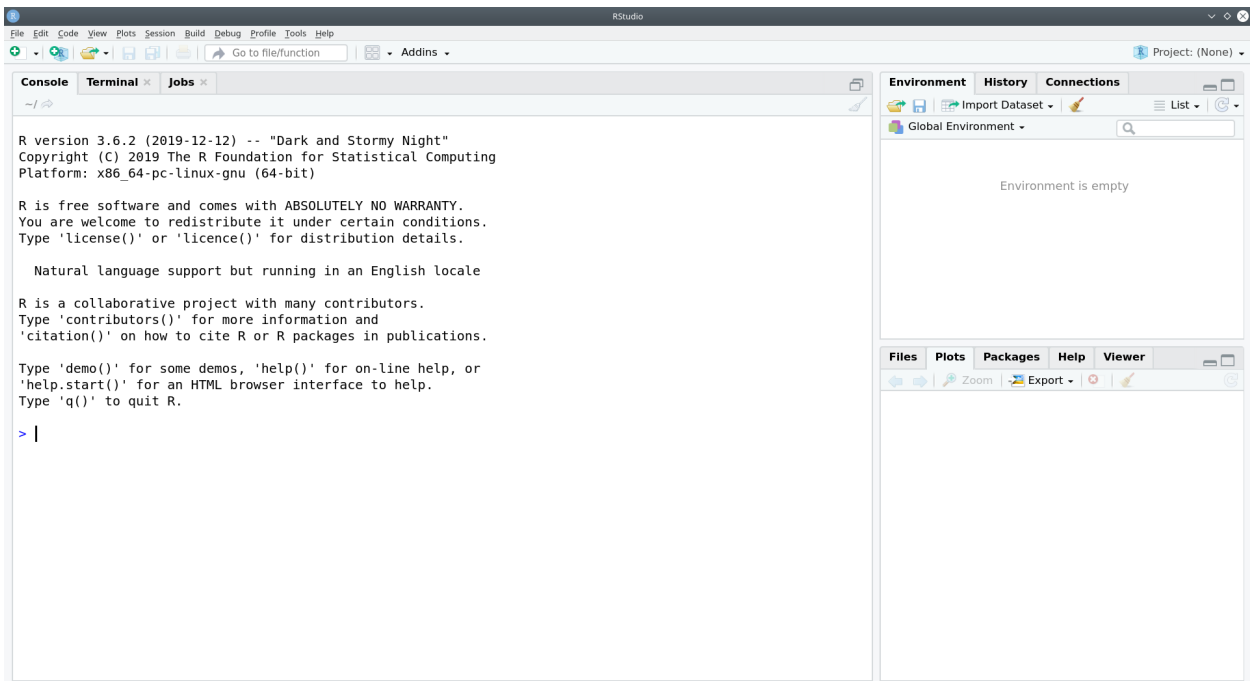 RStudio
File Edit Code View Plots Session Build Debug Profile Tools Help
Go to file/function Addins Project: (None)
Console Terminal Jobs
~/
R version 3.6.2 (2019-12-12) -- "Dark and Stormy Night"
Copyright (C) 2019 The R Foundation for Statistical Computing
Platform: x86_64-pc-linux-gnu (64-bit)
R is free software and comes with ABSOLUTELY NO WARRANTY.
You are welcome to redistribute it under certain conditions.
Type 'license()' or 'licence()' for distribution details.
Natural language support but running in an English locale
R is a collaborative project with many contributors.
Type 'contributors()' for more information and
'citation()' on how to cite R or R packages in publications.
Type 'demo()' for some demos, 'help()' for on-line help, or
'help.start()' for an HTML browser interface to help.
Type 'q()' to quit R.
>
Environment History Connections
Import Dataset List
Global Environment
Environment is empty
Files Plots Packages Help Viewer
Zoom Export